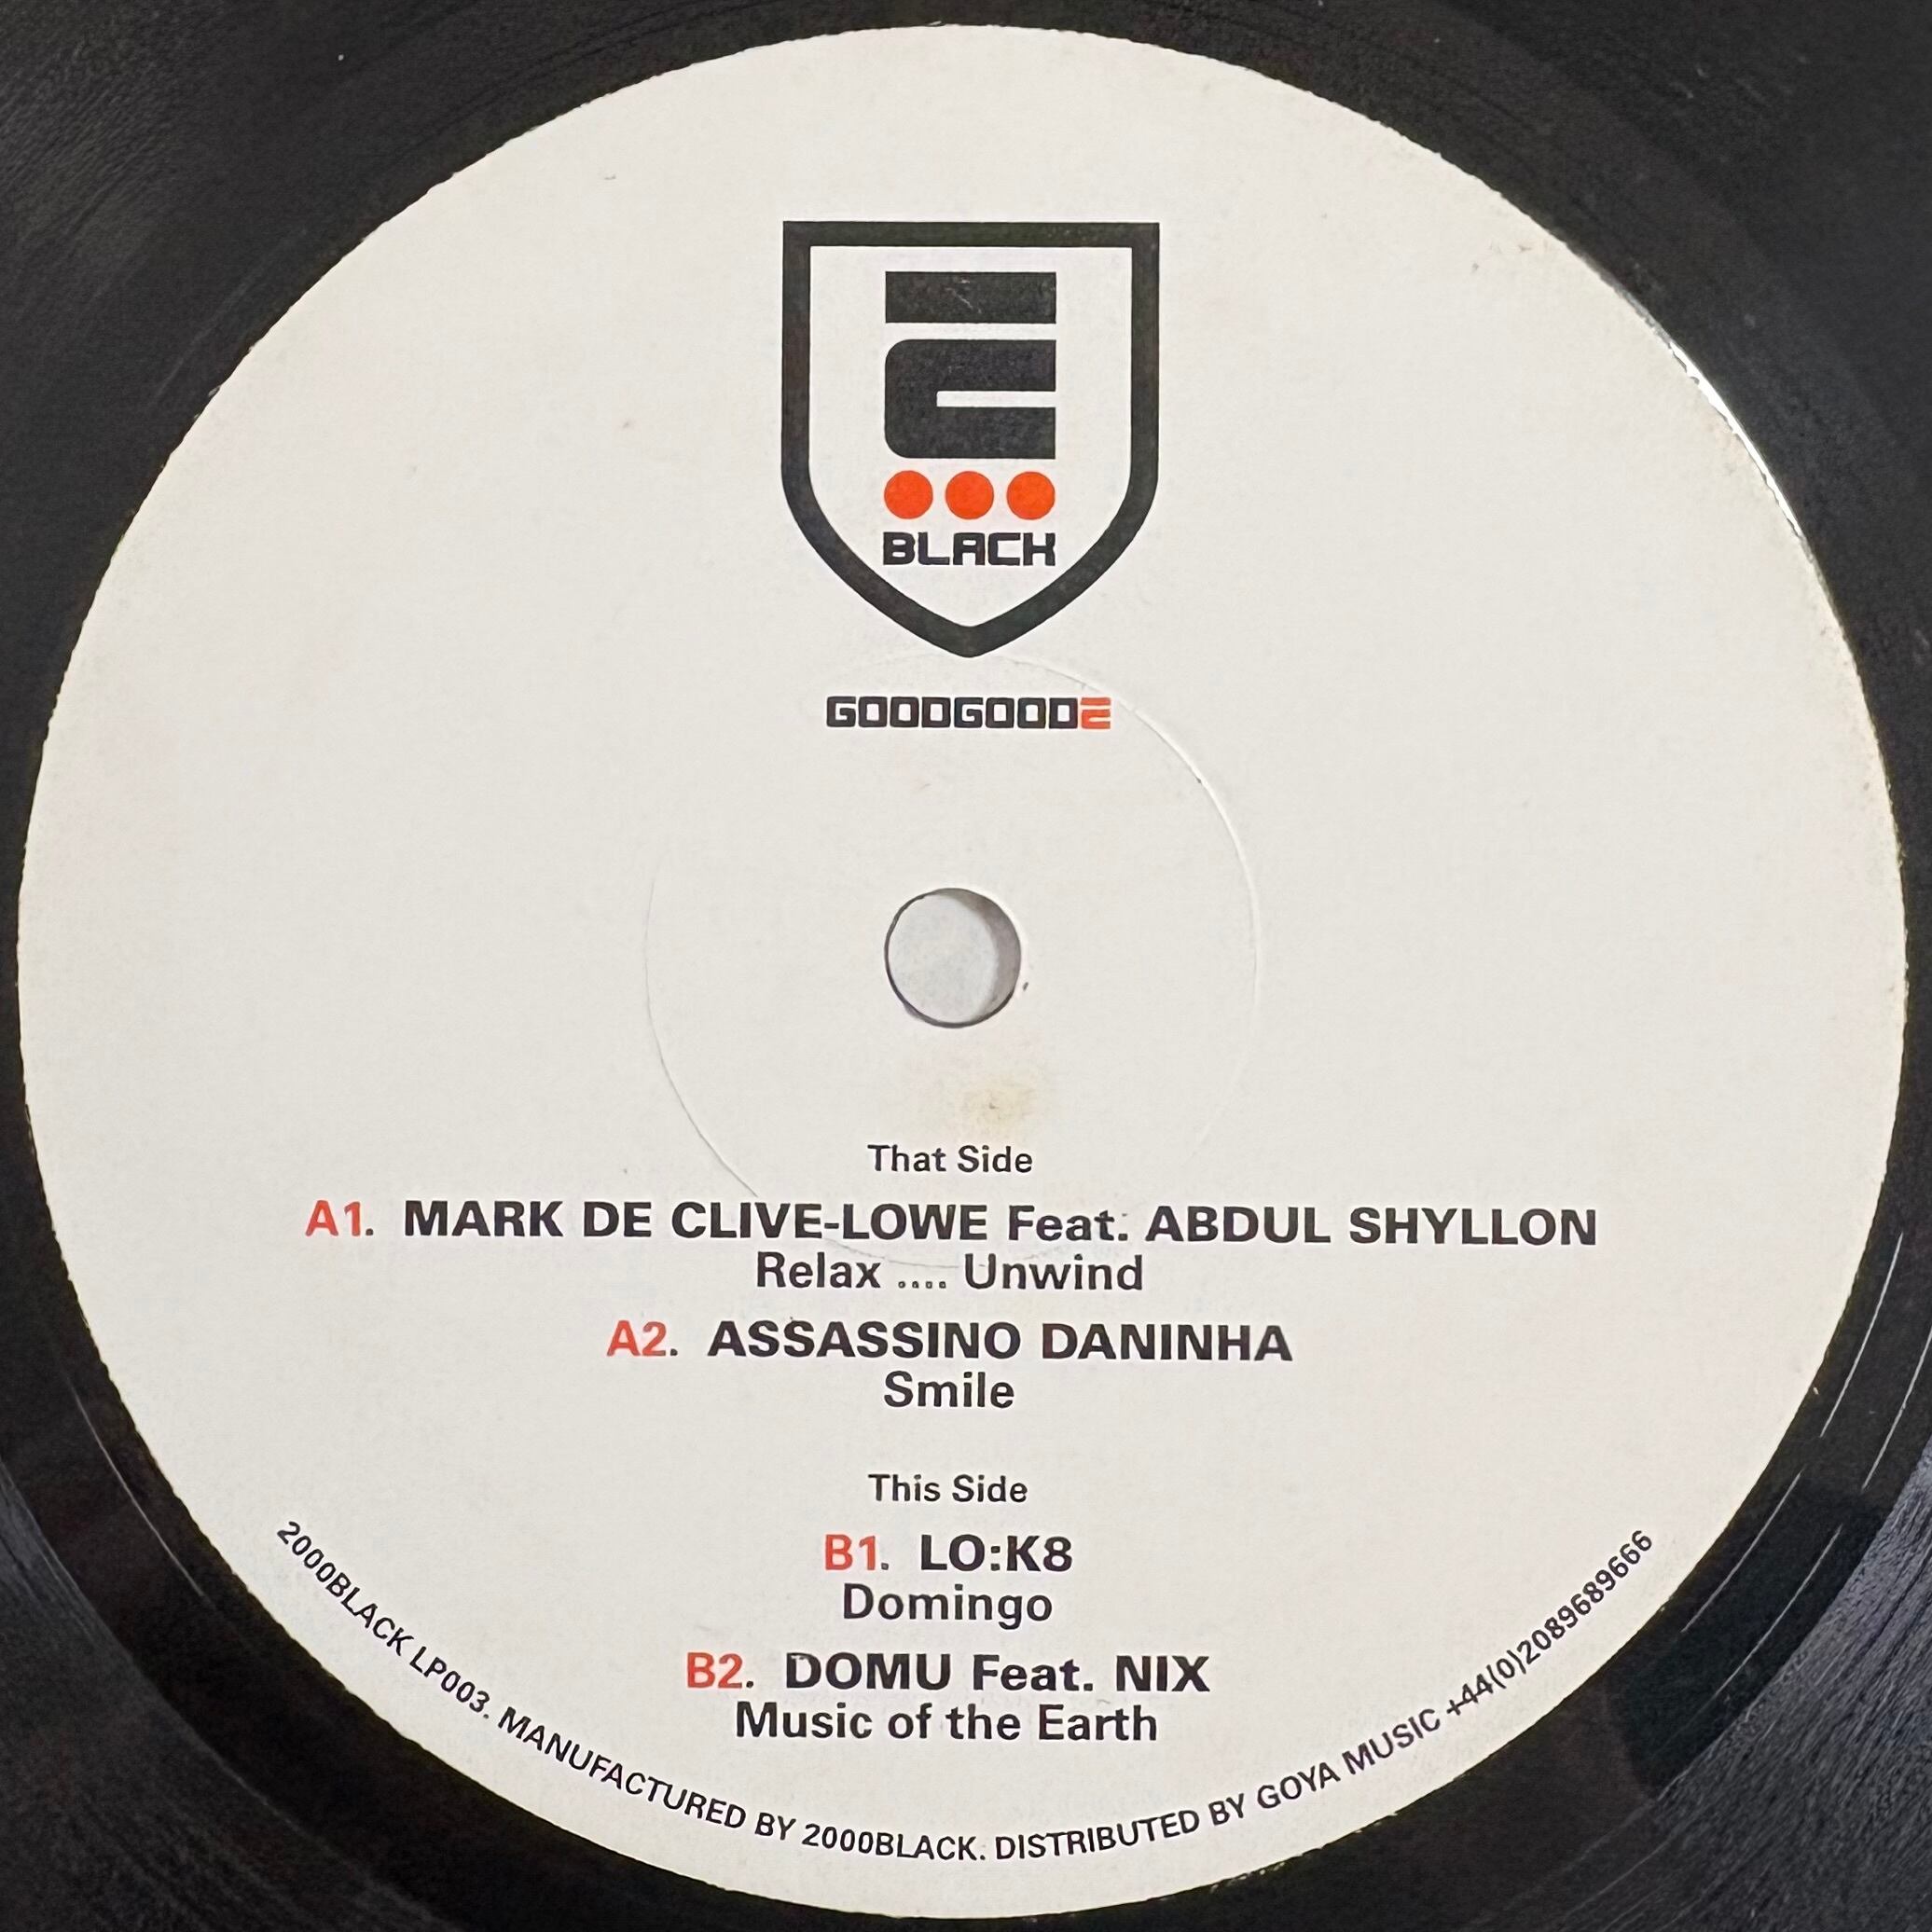 2
BLACK
GOODGOOD2
That Side
A1. MARK DE CLIVE-LOWE Feat. ABDUL SHYLLON
Relax .... Unwind
A2. ASSASSINO DANINHA
Smile
This Side
B1. LO:K8
Domingo
B2. DOMU Feat. NIX
Music of the Earth
2000BLACK LP003. MANUFACTURED BY 2000BLACK. DISTRIBUTED BY GOYA MUSIC +44(0)2089689666